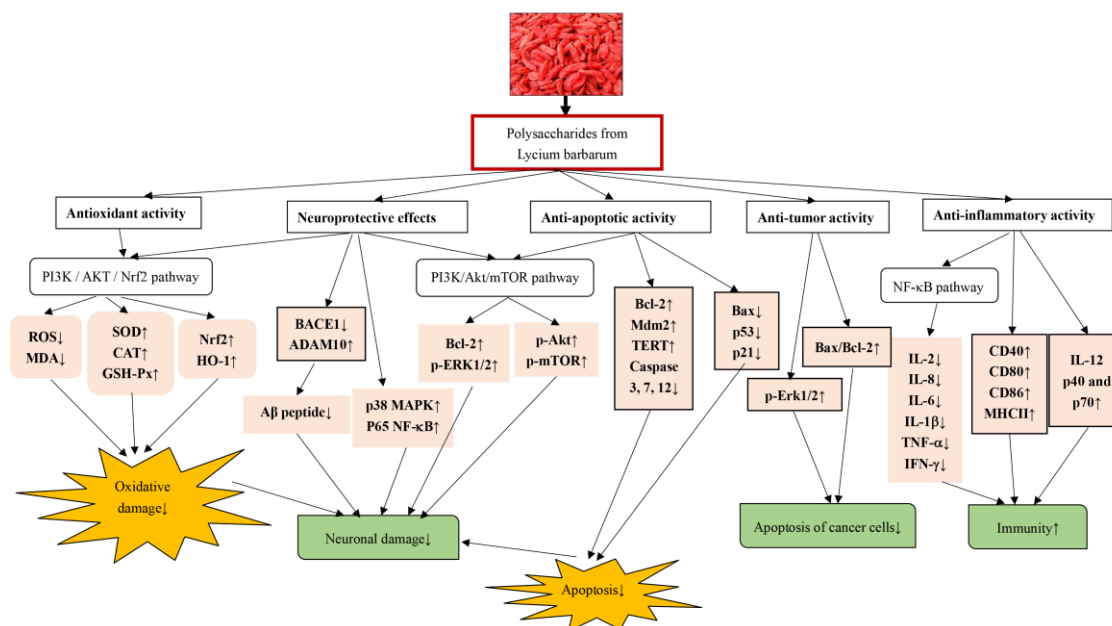 Polysaccharides from
Lycium barbarum
Antioxidant activity
Neuroprotective effects
Anti-apoptotic activity
Anti-tumor activity
Anti-inflammatory activity
PI3K / AKT / Nrf2 pathway
PI3K/Akt/mTOR pathway
NF-κB pathway
ROS↓
MDA↓
SOD↑
CAT↑
GSH-Px↑
Nrf2↑
HO-1↑
BACE1↓
ADAM10↑
Bcl-2↑
p-ERK1/2↑
p-Akt↑
p-mTOR↑
Bcl-2↑
Mdm2↑
TERT↑
Caspase
3, 7, 12↓
Bax↓
p53↓
p21↓
p-Erk1/2↑
Bax/Bcl-2↑
IL-2↓
IL-8↓
IL-6↓
IL-1β↓
TNF-α↓
IFN-γ↓
CD40↑
CD80↑
CD86↑
MHCII↑
IL-12
p40 and
p70↑
Aβ peptide↓
p38 MAPK↑
P65 NF-κB↑
Oxidative
damage↓
Neuronal damage↓
Apoptosis↓
Apoptosis of cancer cells↓
Immunity↑